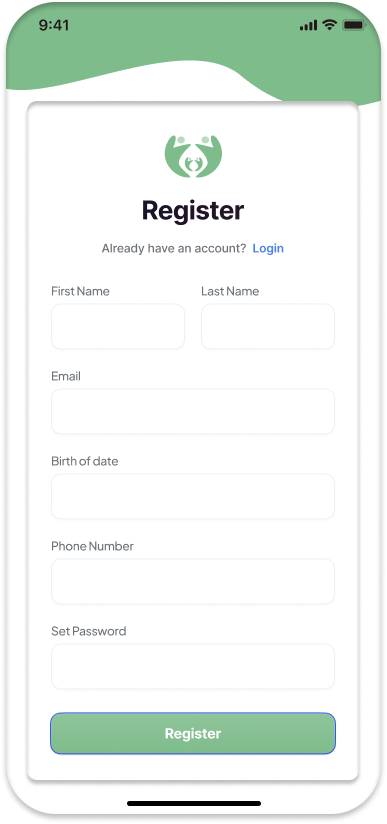 9:41
Register
Already have an account? Login
First Name Last Name
Email
Birth of date
Phone Number
Set Password
Register